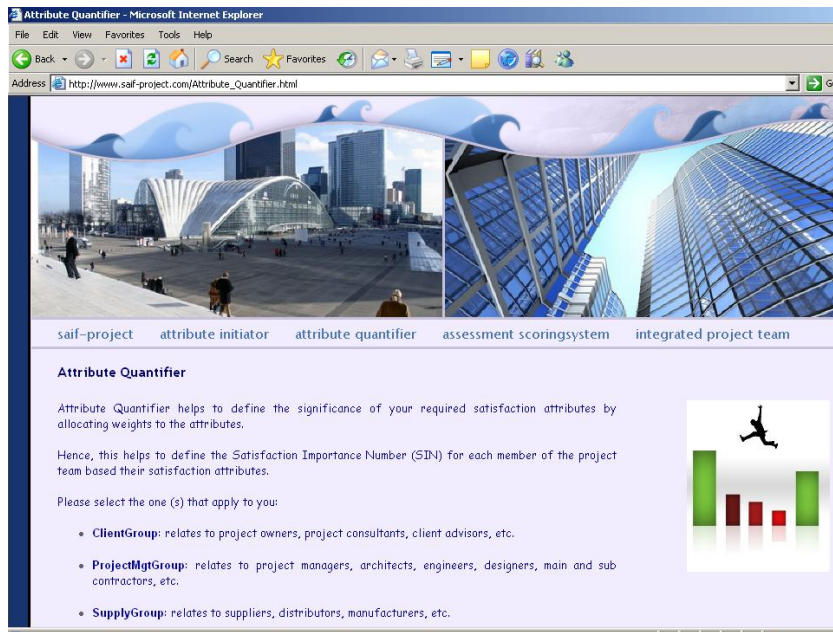 Attribute Quantifier - Microsoft Internet Explorer
File Edit View Favorites Tools Help
Back Search Favorites
Address http://www.saif-project.com/Attribute_Quantifier.html
saif-project attribute initiator attribute quantifier assessment scoringsystem integrated project team
Attribute Quantifier
Attribute Quantifier helps to define the significance of your required satisfaction attributes by
allocating weights to the attributes.
Hence, this helps to define the Satisfaction Importance Number (SIN) for each member of the project
team based their satisfaction attributes.
Please select the one (s) that apply to you:
• ClientGroup: relates to project owners, project consultants, client advisors, etc.
• ProjectMgtGroup: relates to project managers, architects, engineers, designers, main and sub
contractors, etc.
• SupplyGroup: relates to suppliers, distributors, manufacturers, etc.